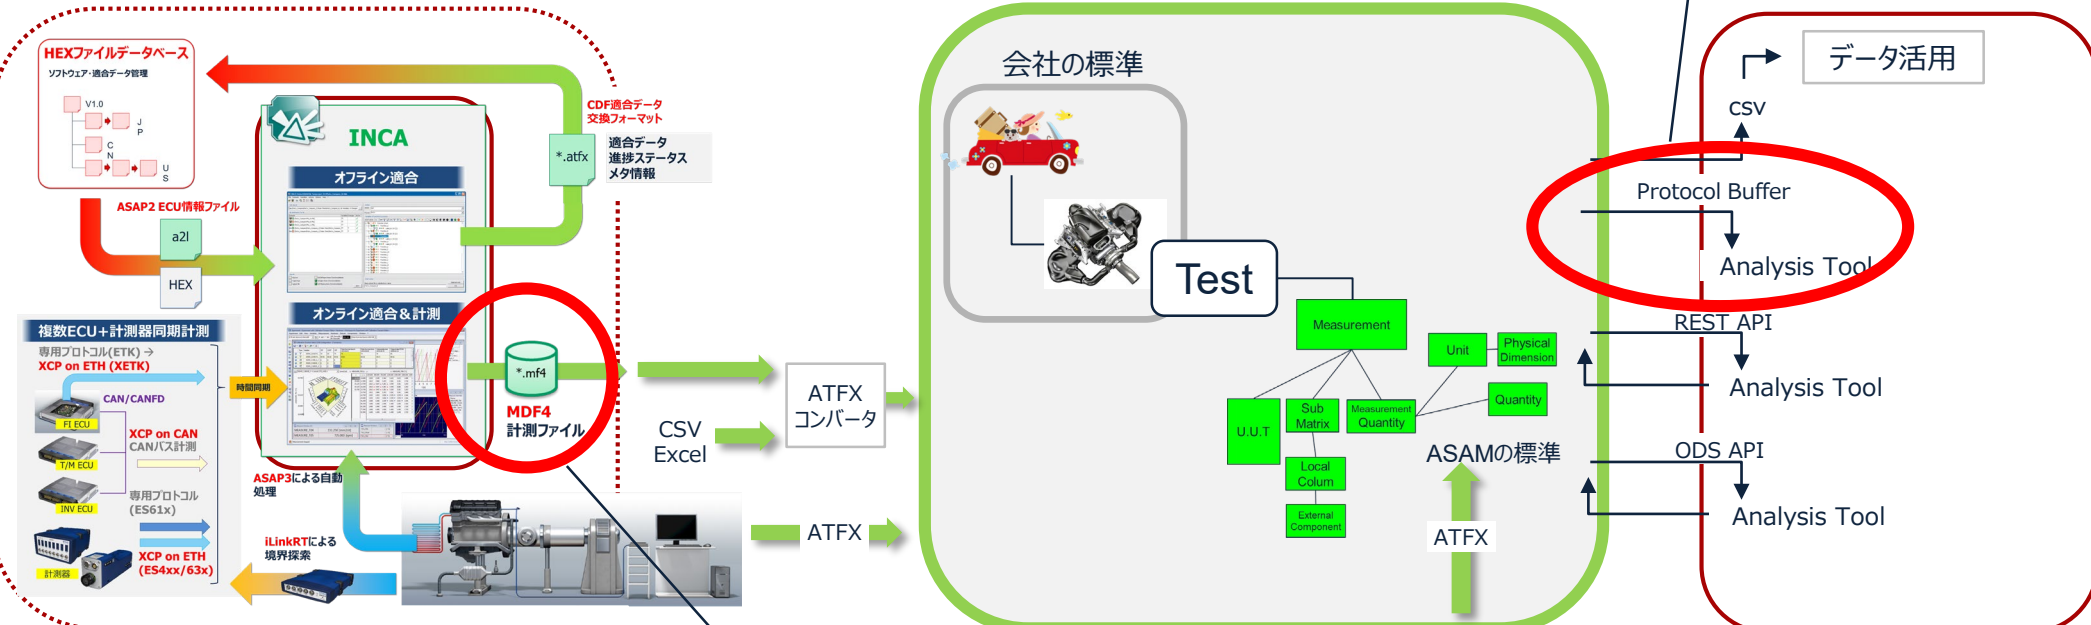 HEXファイルデータベース
ソフトウェア・適合データ管理
V1.0
J
P
C
N
U
S
ASAP2 ECU情報ファイル
a2l
HEX
INCA
オフライン適合
オンライン適合&計測
CDF適合データ
交換フォーマット
*.atfx
適合データ
進捗ステータス
メタ情報
複数ECU+計測器同期計測
専用プロトコル(ETK) →
XCP on ETH (XETK)
CAN/CANFD
FI ECU
XCP on CAN
CANバス計測
T/M ECU
専用プロトコル
(ES61x)
INV ECU
XCP on ETH
(ES4xx/63x)
計測器
時間同期
*.mf4
MDF4
計測ファイル
ASAP3による自動
処理
iLinkRTによる
境界探索
CSV
Excel
ATFX
コンバータ
ATFX
会社の標準
Test
Measurement
Unit
Physical
Dimension
Quantity
U.U.T
Sub
Matrix
Measurement
Quantity
Local
Colum
External
Component
ASAMの標準
ATFX
データ活用
CSV
Protocol Buffer
Analysis Tool
REST API
Analysis Tool
ODS API
Analysis Tool